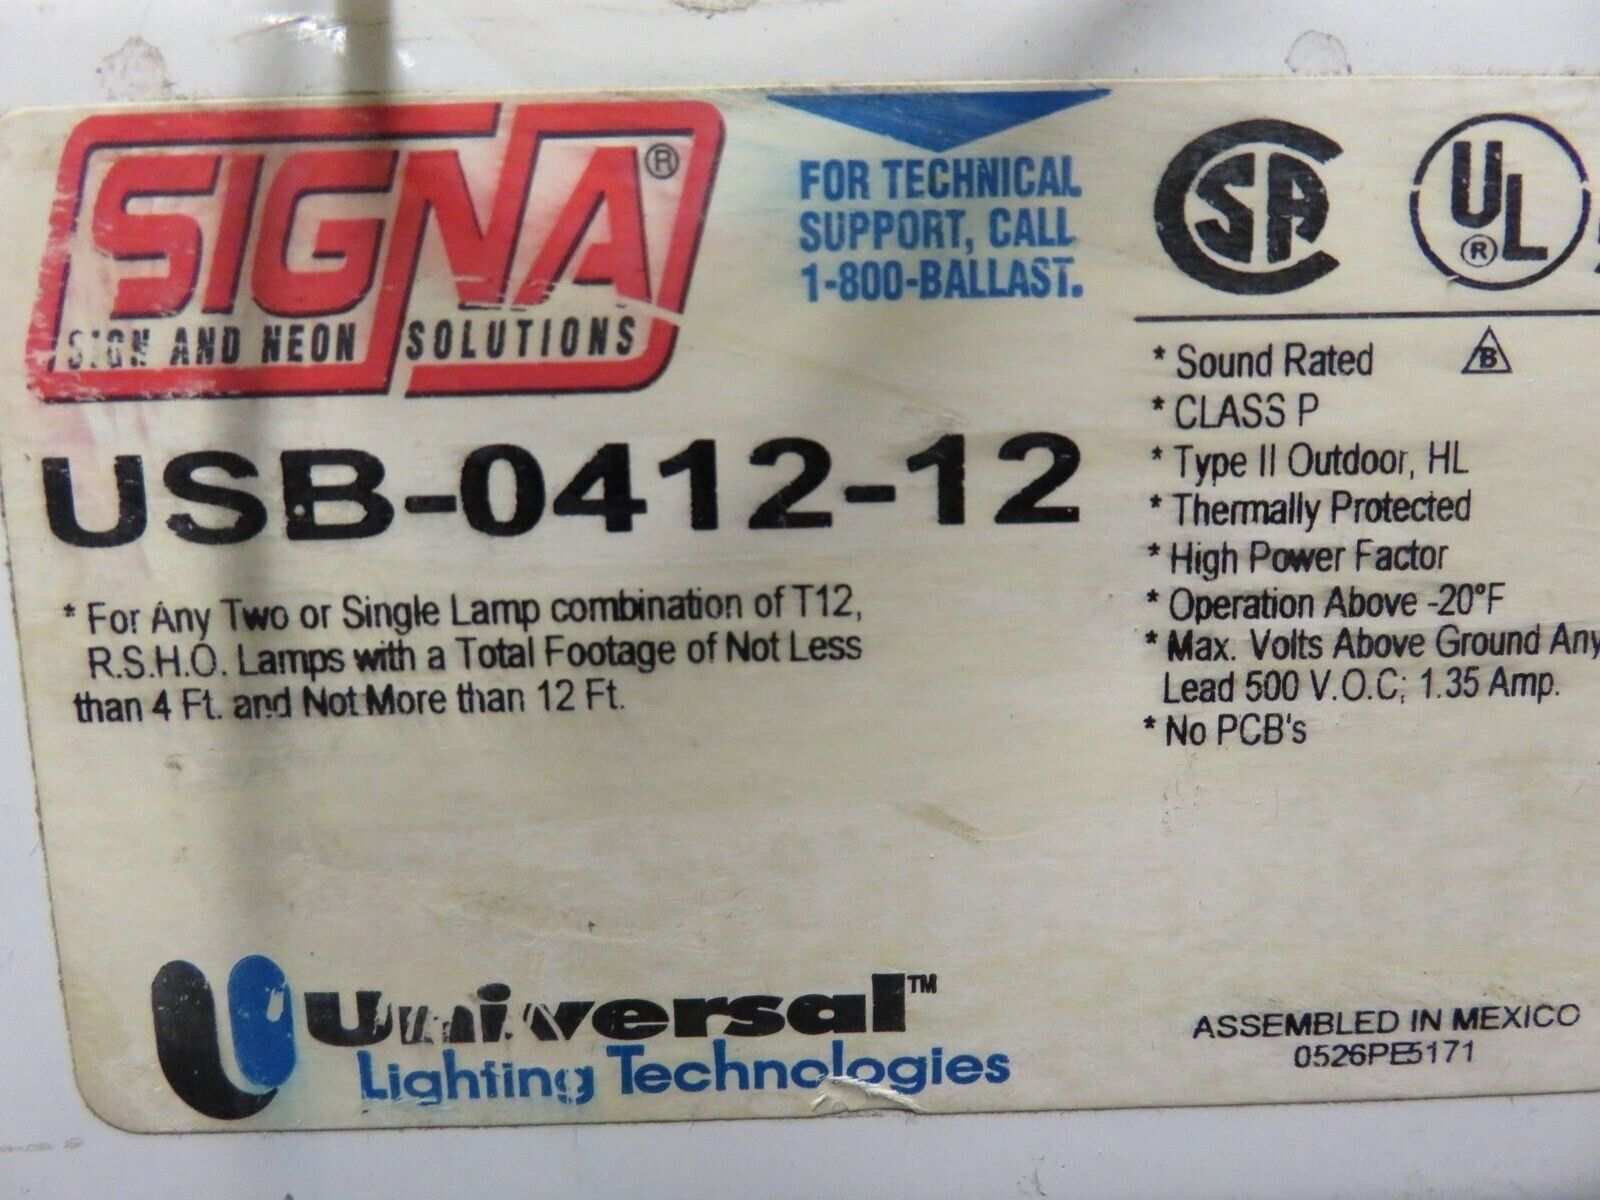 SIGNA®
SIGN AND NEON SOLUTIONS
FOR TECHNICAL
SUPPORT, CALL
1-800-BALLAST.
CSA
UL®
USB-0412-12
* For Any Two or Single Lamp combination of T12,
R.S.H.O. Lamps with a Total Footage of Not Less
than 4 Ft. and Not More than 12 Ft.
* Sound Rated B
* CLASS P
* Type II Outdoor, HL
* Thermally Protected
* High Power Factor
* Operation Above -20°F
* Max. Volts Above Ground Any
Lead 500 V.O.C; 1.35 Amp.
* No PCB's
Universal™
Lighting Technologies
ASSEMBLED IN MEXICO
0526PE5171